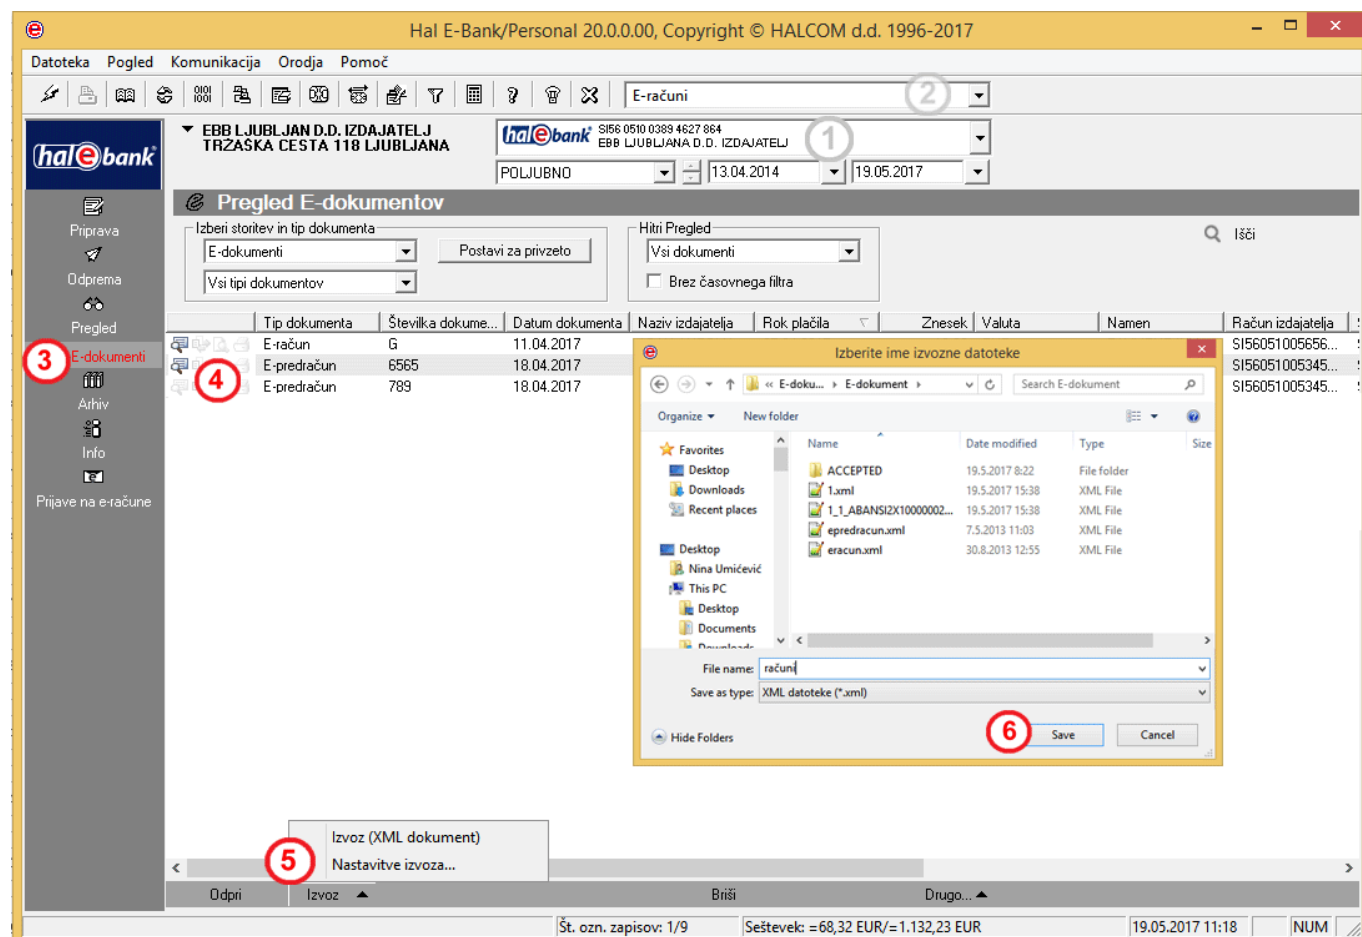 Hal E-Bank/Personal 20.0.0.00, Copyright © HALCOM d.d. 1996-2017
Datoteka Pogled Komunikacija Orodja Pomoč
E-računi
2
EBB LJUBLJAN D.D. IZDAJATELJ
TRŽAŠKA CESTA 118 LJUBLJANA
hal e bank
SI56 0510 0389 4627 864
EBB LJUBLJANA D.D. IZDAJATELJ
1
hal e bank
POLJUBNO 13.04.2014 19.05.2017
Pregled E-dokumentov
Priprava
Odprema
Pregled
3
E-dokumenti
Arhiv
Info
Prijave na e-račune
Izberi storitev in tip dokumenta
E-dokumenti
Postavi za privzeto
Vsi tipi dokumentov
Hitri Pregled
Vsi dokumenti
Brez časovnega filtra
Išči
Tip dokumenta Številka dokume... Datum dokumenta Naziv izdajatelja Rok plačila Znesek Valuta Namen Račun izdajatelja
E-račun G 11.04.2017 SI56051005656...
E-predračun 6565 18.04.2017 SI56051005345...
E-predračun 789 18.04.2017 SI56051005345...
4
Izberite ime izvozne datoteke
« E-doku... E-dokument
Search E-dokument
Organize New folder
Favorites
Desktop
Downloads
Recent places
Desktop
Nina Umićević
This PC
Desktop
Documents
Downloads
Name Date modified Type Size
ACCEPTED 19.5.2017 8:22 File folder
1.xml 19.5.2017 15:38 XML File
1_1_ABANSI2X10000002... 19.5.2017 15:38 XML File
epredracun.xml 7.5.2013 11:03 XML File
eracun.xml 30.8.2013 12:55 XML File
File name: računi
Save as type: XML datoteke (*.xml)
Hide Folders
6
Save Cancel
Izvoz (XML dokument)
5
Nastavitve izvoza...
Odpri Izvoz Briši Drugo...
Št. ozn. zapisov: 1/9 Seštevek: =68,32 EUR/=1.132,23 EUR 19.05.2017 11:18 NUM